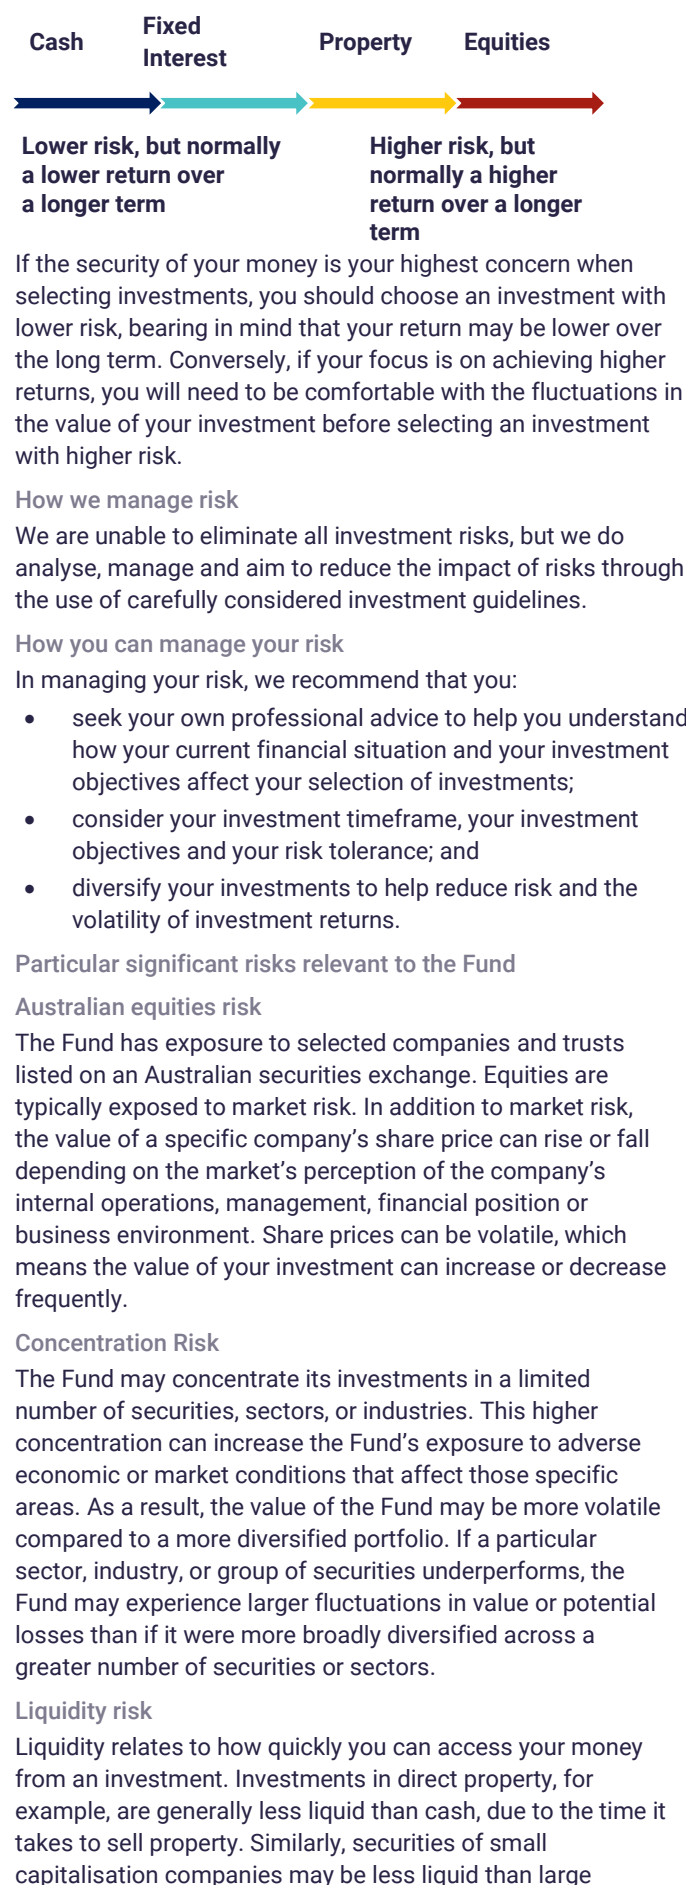 Cash
Fixed
Interest
Property
Equities
Lower risk, but normally
a lower return over
a longer term
Higher risk, but
normally a higher
return over a longer
term
If the security of your money is your highest concern when
selecting investments, you should choose an investment with
lower risk, bearing in mind that your return may be lower over
the long term. Conversely, if your focus is on achieving higher
returns, you will need to be comfortable with the fluctuations in
the value of your investment before selecting an investment
with higher risk.
How we manage risk
We are unable to eliminate all investment risks, but we do
analyse, manage and aim to reduce the impact of risks through
the use of carefully considered investment guidelines.
How you can manage your risk
In managing your risk, we recommend that you:
• seek your own professional advice to help you understand
how your current financial situation and your investment
objectives affect your selection of investments;
• consider your investment timeframe, your investment
objectives and your risk tolerance; and
• diversify your investments to help reduce risk and the
volatility of investment returns.
Particular significant risks relevant to the Fund
Australian equities risk
The Fund has exposure to selected companies and trusts
listed on an Australian securities exchange. Equities are
typically exposed to market risk. In addition to market risk,
the value of a specific company’s share price can rise or fall
depending on the market’s perception of the company’s
internal operations, management, financial position or
business environment. Share prices can be volatile, which
means the value of your investment can increase or decrease
frequently.
Concentration Risk
The Fund may concentrate its investments in a limited
number of securities, sectors, or industries. This higher
concentration can increase the Fund’s exposure to adverse
economic or market conditions that affect those specific
areas. As a result, the value of the Fund may be more volatile
compared to a more diversified portfolio. If a particular
sector, industry, or group of securities underperforms, the
Fund may experience larger fluctuations in value or potential
losses than if it were more broadly diversified across a
greater number of securities or sectors.
Liquidity risk
Liquidity relates to how quickly you can access your money
from an investment. Investments in direct property, for
example, are generally less liquid than cash, due to the time it
takes to sell property. Similarly, securities of small
capitalisation companies may be less liquid than large